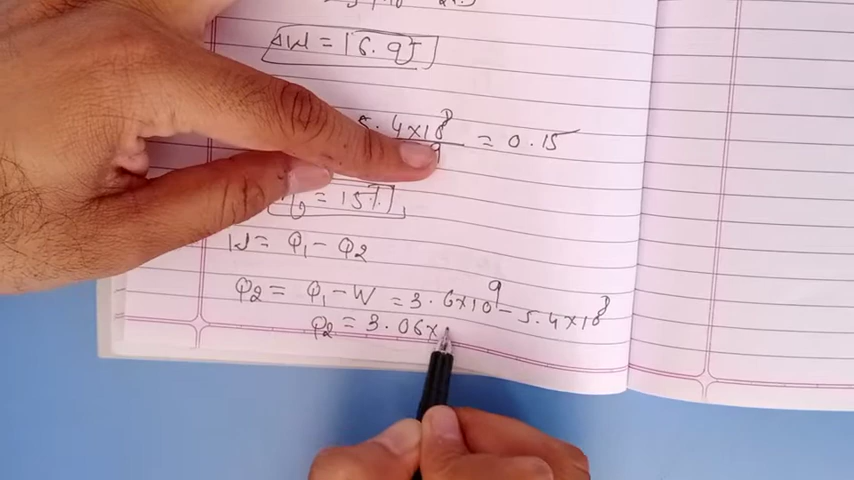 ΔW = 16.9J
5.4×10⁸ = 0.15
9
η = 15%
W = Q₁ − Q₂
Q₂ = Q₁ − W = 3.6×10⁹ − 5.4×10⁸
Q₂ = 3.06×